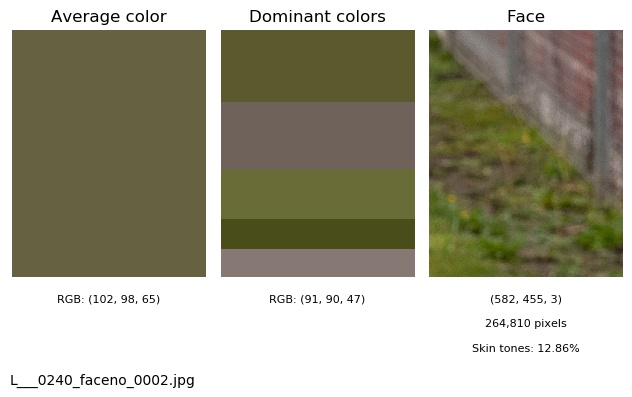 Average color
Dominant colors
Face
RGB: (102, 98, 65)
RGB: (91, 90, 47)
(582, 455, 3)
264,810 pixels
Skin tones: 12.86%
L___0240_faceno_0002.jpg